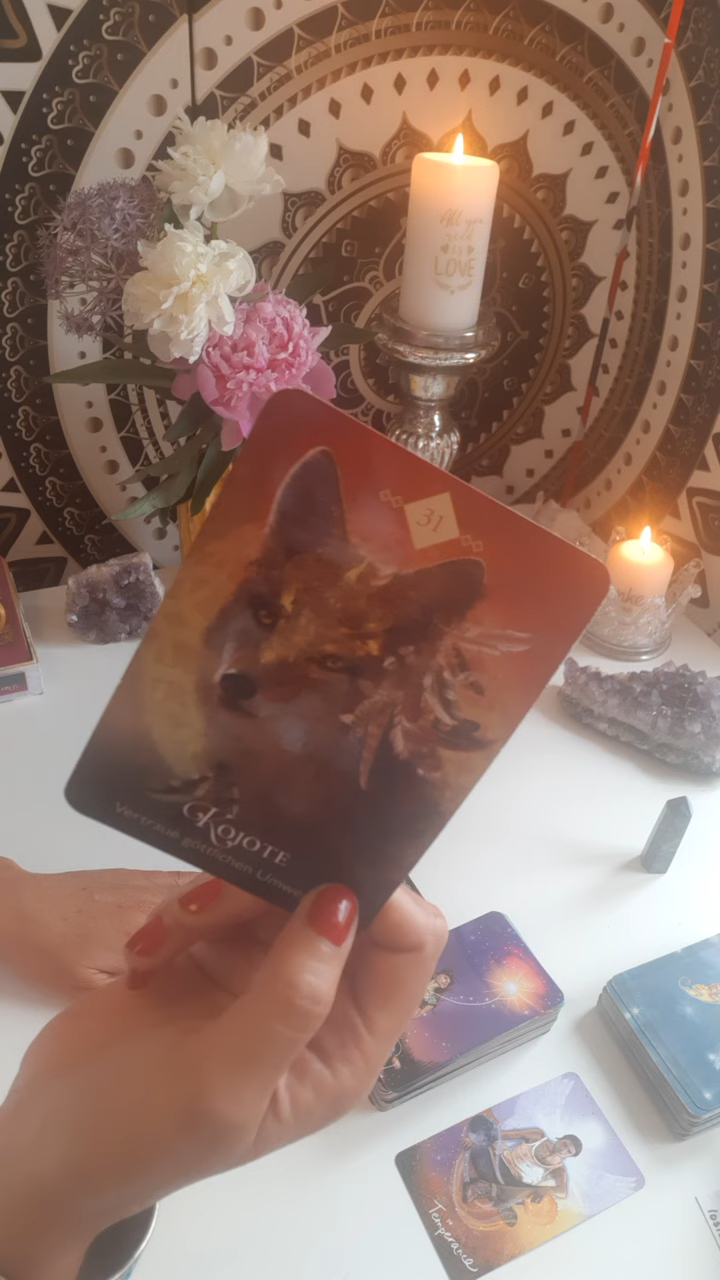 All you
need
IS
LOVE
31
KOJOTE
Vertraue göttlichen Umwe
Temperance